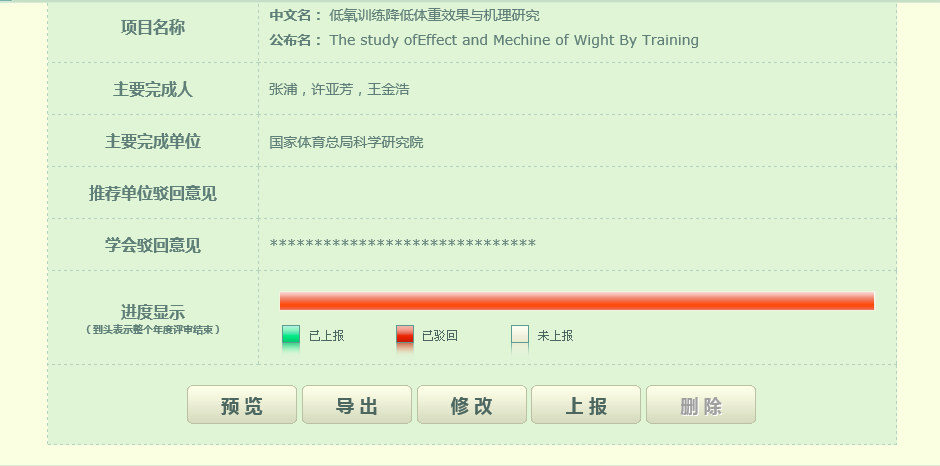 项目名称
中文名： 低氧训练降低体重效果与机理研究
公布名： The study ofEffect and Mechine of Wight By Training
主要完成人
张浦，许亚芳，王金浩
主要完成单位
国家体育总局科学研究院
推荐单位驳回意见
学会驳回意见
******************************
进度显示
（到头表示整个年度评审结束）
已上报
已驳回
未上报
预览
导出
修改
上报
删除